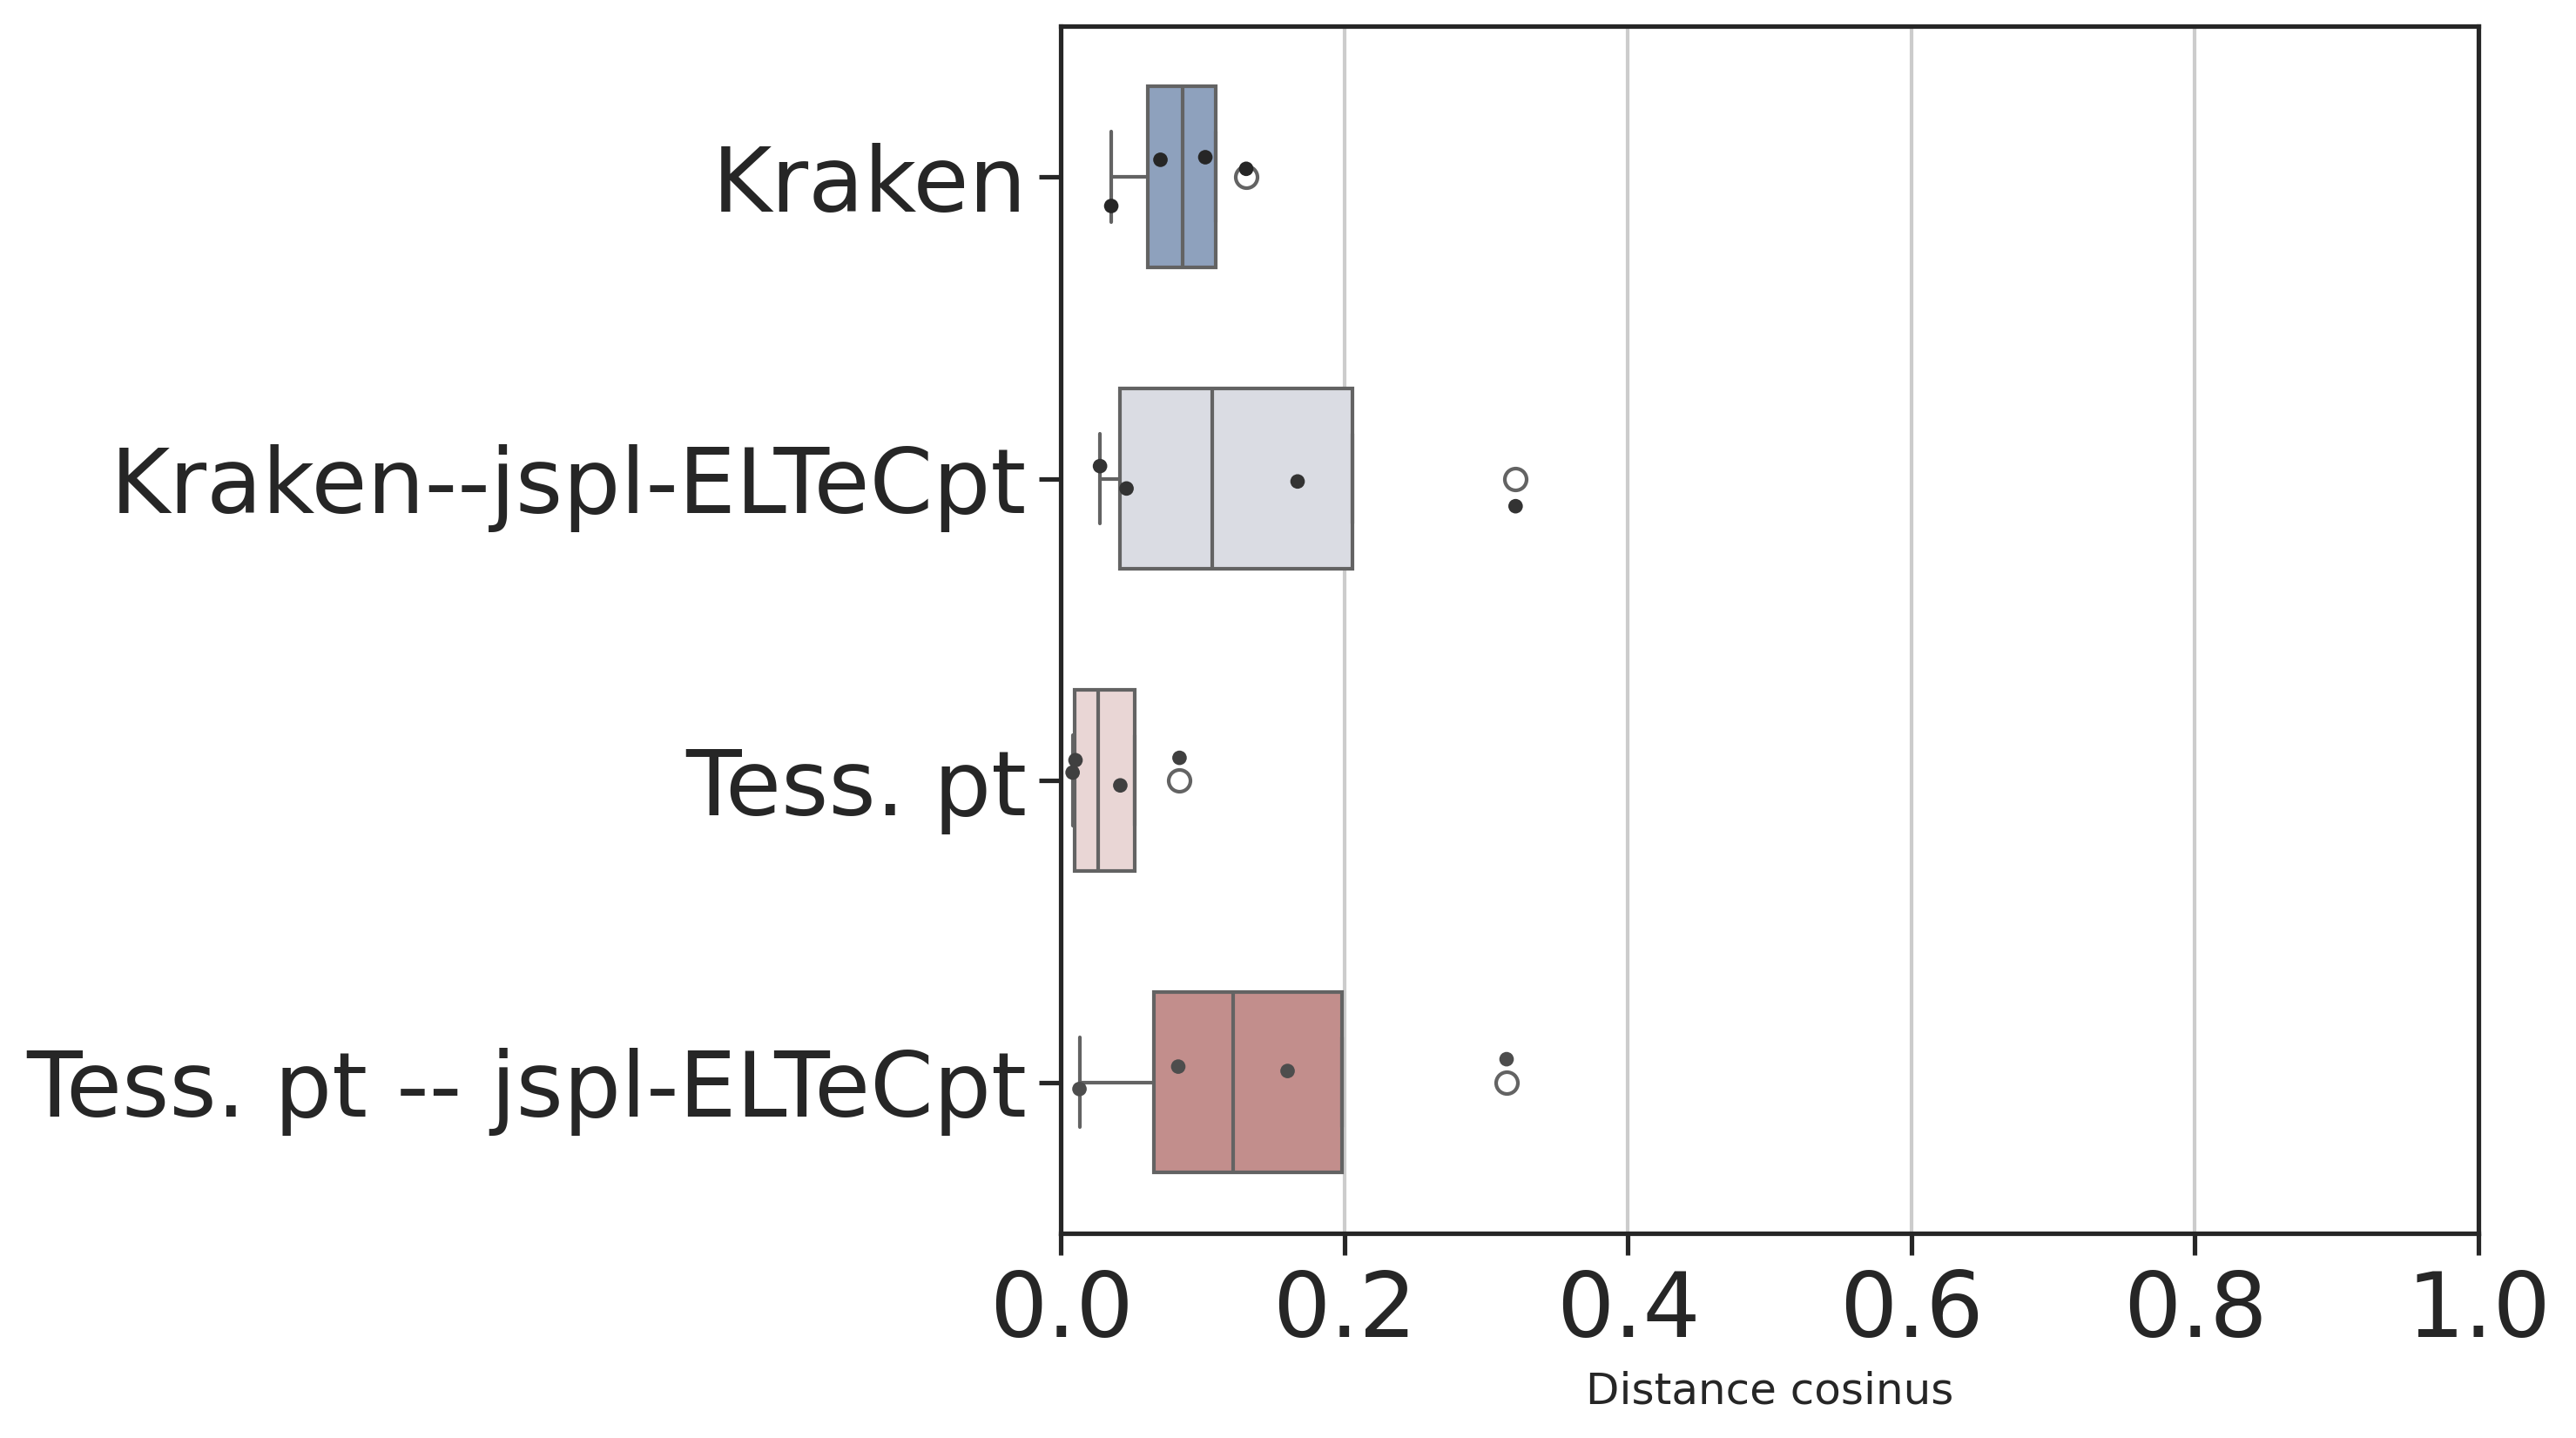 Kraken
Kraken--jspl-ELTeCpt
Tess. pt
Tess. pt -- jspl-ELTeCpt
0.0 0.2 0.4 0.6 0.8 1.0
Distance cosinus